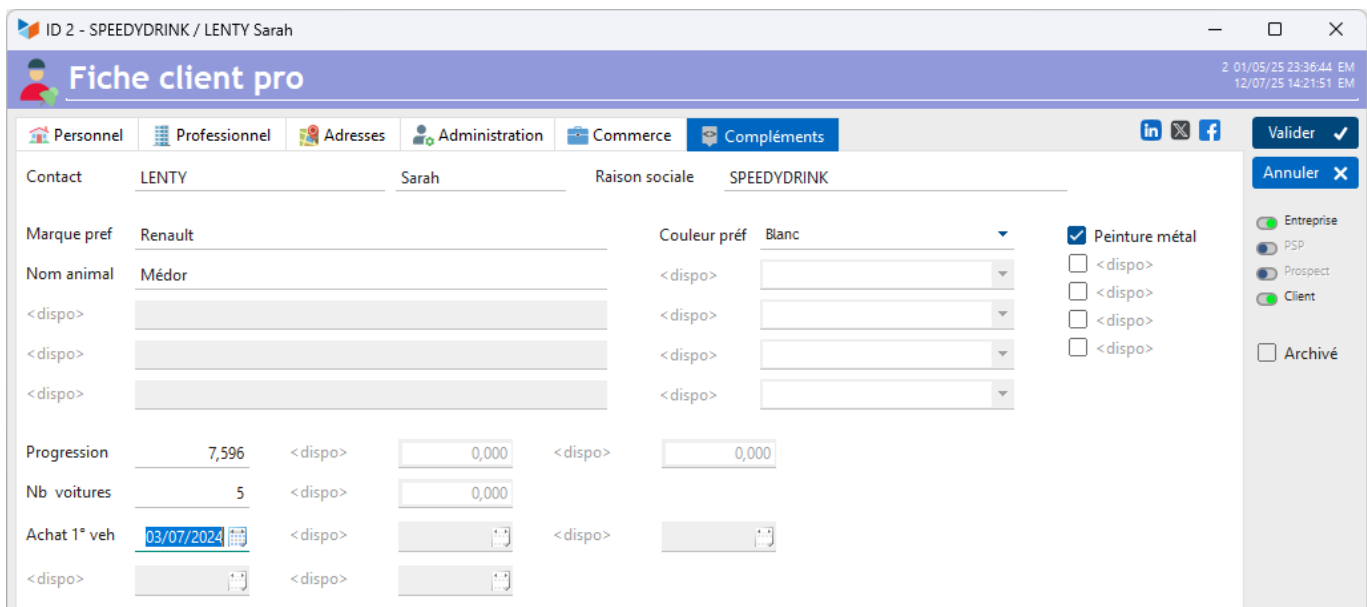 ID 2 - SPEEDYDRINK / LENTY Sarah
Fiche client pro
2 01/05/25 23:36:44 EM
12/07/25 14:21:51 EM
Personnel Professionnel Adresses Administration Commerce Compléments
Valider
Annuler
Contact LENTY Sarah Raison sociale SPEEDYDRINK
Marque pref Renault Couleur préf Blanc Peinture métal
Nom animal Médor <dispo> <dispo>
<dispo> <dispo> <dispo>
<dispo> <dispo> <dispo>
<dispo> <dispo> <dispo>
Entreprise
PSP
Prospect
Client
Archivé
Progression 7,596 <dispo> 0,000 <dispo> 0,000
Nb voitures 5 <dispo> 0,000
Achat 1° veh 03/07/2024 <dispo> <dispo>
<dispo> <dispo>